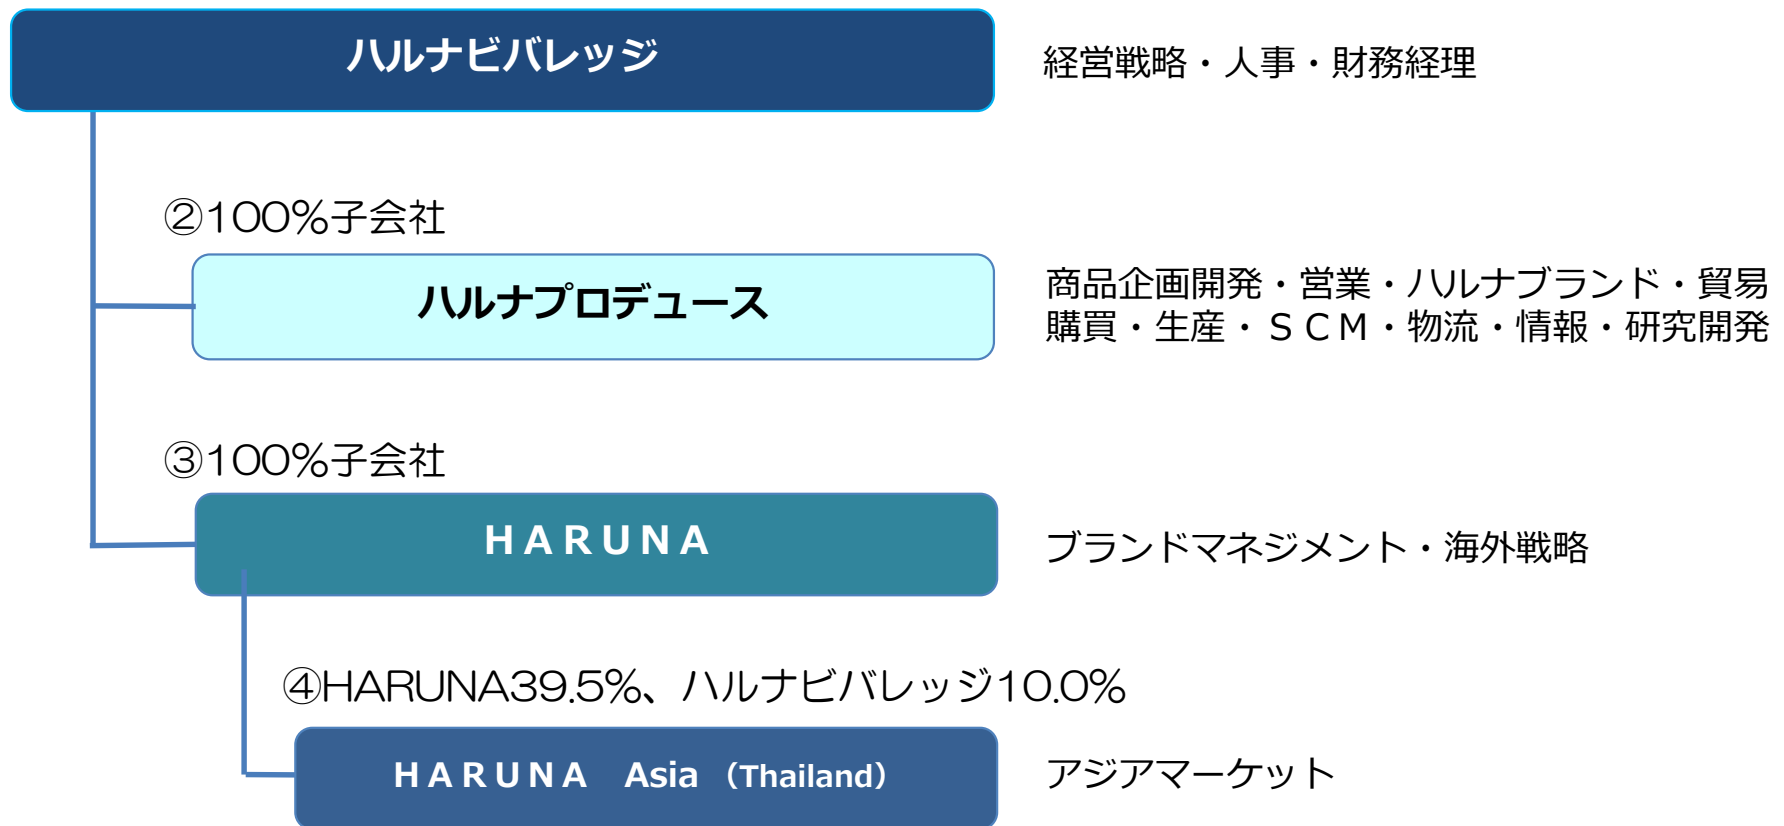 ハルナビバレッジ
経営戦略・人事・財務経理
②100%子会社
ハルナプロデュース
商品企画開発・営業・ハルナブランド・貿易
購買・生産・ＳＣＭ・物流・情報・研究開発
③100%子会社
ＨＡＲＵＮＡ
ブランドマネジメント・海外戦略
④HARUNA39.5%、ハルナビバレッジ10.0%
ＨＡＲＵＮＡ　Asia （Thailand）
アジアマーケット